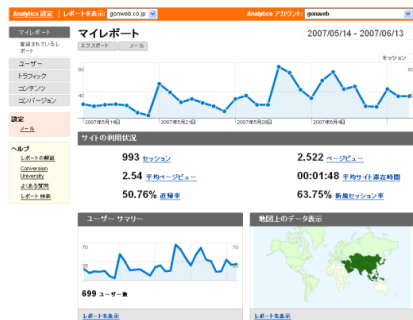 Analytics 設定 | レポートを表示: gonweb.co.jp
Analytics アカウント: gonweb
マイレポート
登録されているレ
ポート
ユーザー
トラフィック
コンテンツ
コンバージョン
設定
メール
ヘルプ
レポートの解説
Conversion
University
よくある質問
レポート検索
マイレポート
2007/05/14 - 2007/06/13
エクスポート メール
セッション
80
40
2007年5月14日 2007年5月21日 2007年5月28日 2007年6月4日
サイトの利用状況
993 セッション
2,522 ページビュー
2.54 平均ページビュー
00:01:48 平均サイト滞在時間
50.76% 直帰率
63.75% 新規セッション率
ユーザー サマリー
70
699 ユーザー数
レポートを表示
地図上のデータ表示
レポートを表示